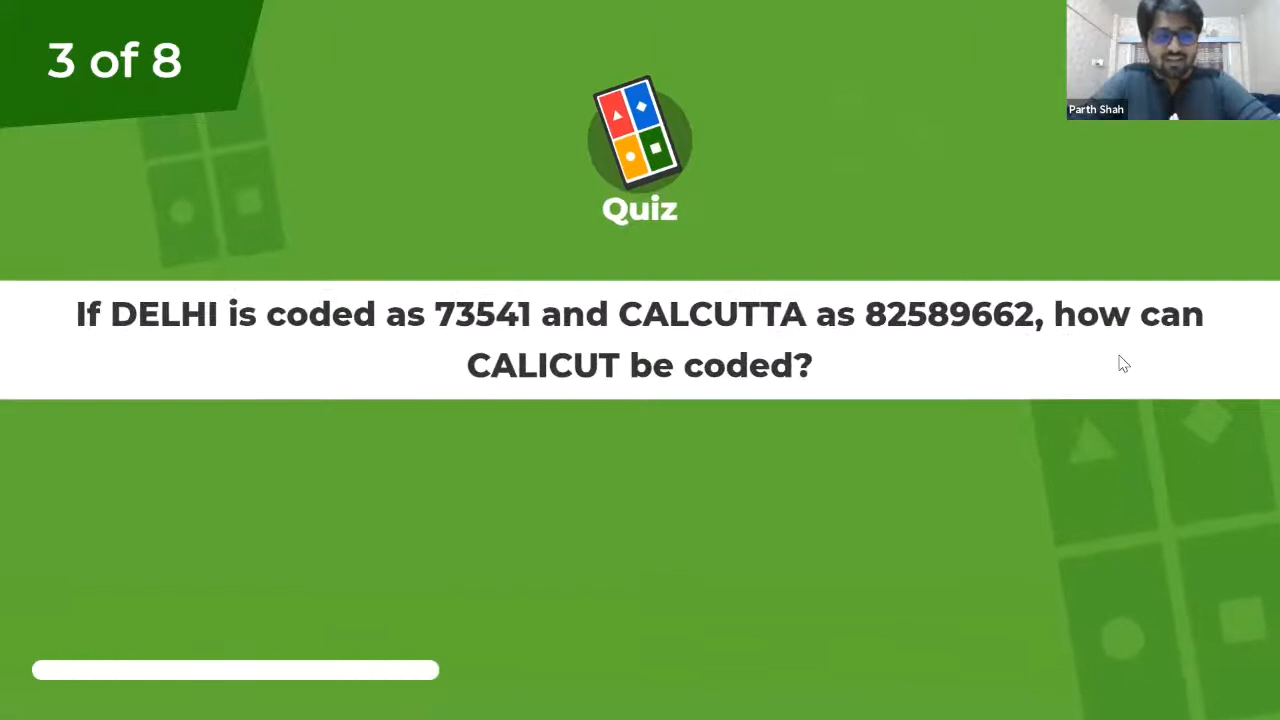 3 of 8
Parth Shah
Quiz
If DELHI is coded as 73541 and CALCUTTA as 82589662, how can
CALICUT be coded?